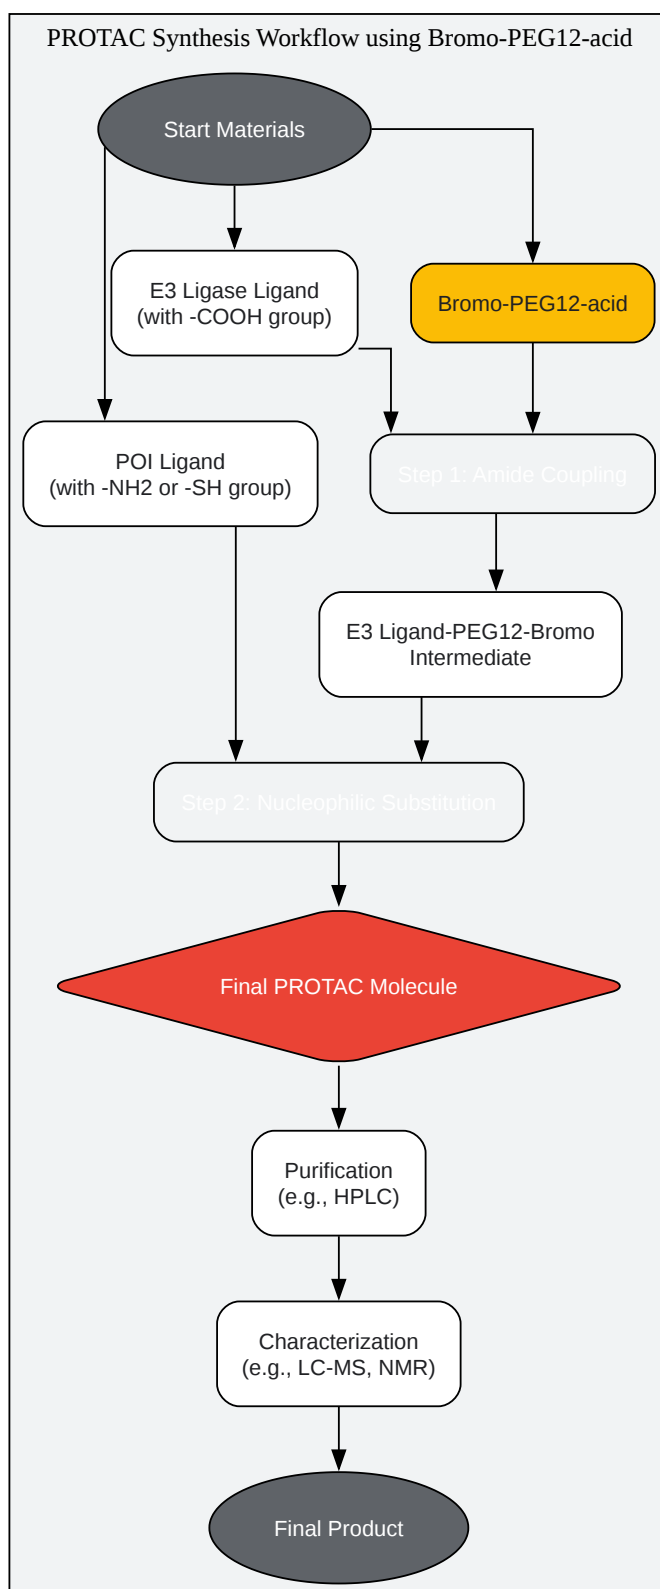 PROTAC Synthesis Workflow using Bromo-PEG12-acid
Start Materials
E3 Ligase Ligand
(with -COOH group)
Bromo-PEG12-acid
POI Ligand
(with -NH2 or -SH group)
Step 1: Amide Coupling
E3 Ligand-PEG12-Bromo
Intermediate
Step 2: Nucleophilic Substitution
Final PROTAC Molecule
Purification
(e.g., HPLC)
Characterization
(e.g., LC-MS, NMR)
Final Product